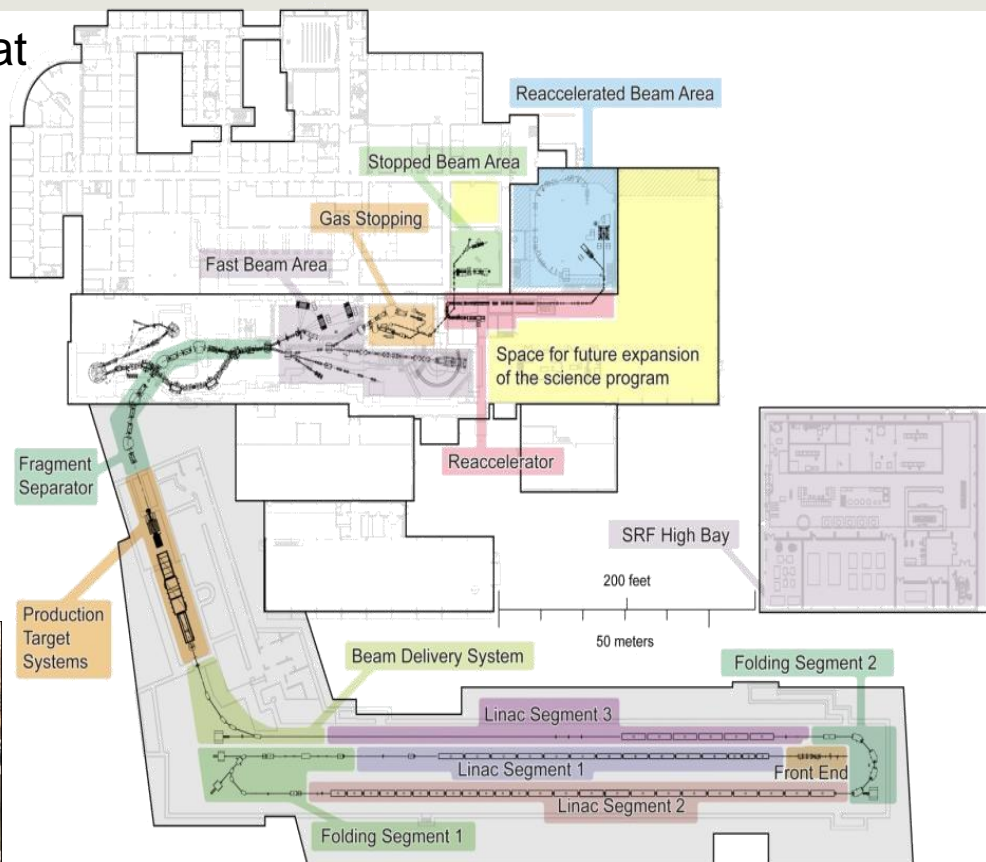 at
Reaccelerated Beam Area
Stopped Beam Area
Gas Stopping
Fast Beam Area
Space for future expansion
of the science program
Fragment
Separator
Reaccelerator
SRF High Bay
200 feet
50 meters
Production
Target
Systems
Beam Delivery System
Folding Segment 2
Linac Segment 3
Linac Segment 1
Front End
Linac Segment 2
Folding Segment 1